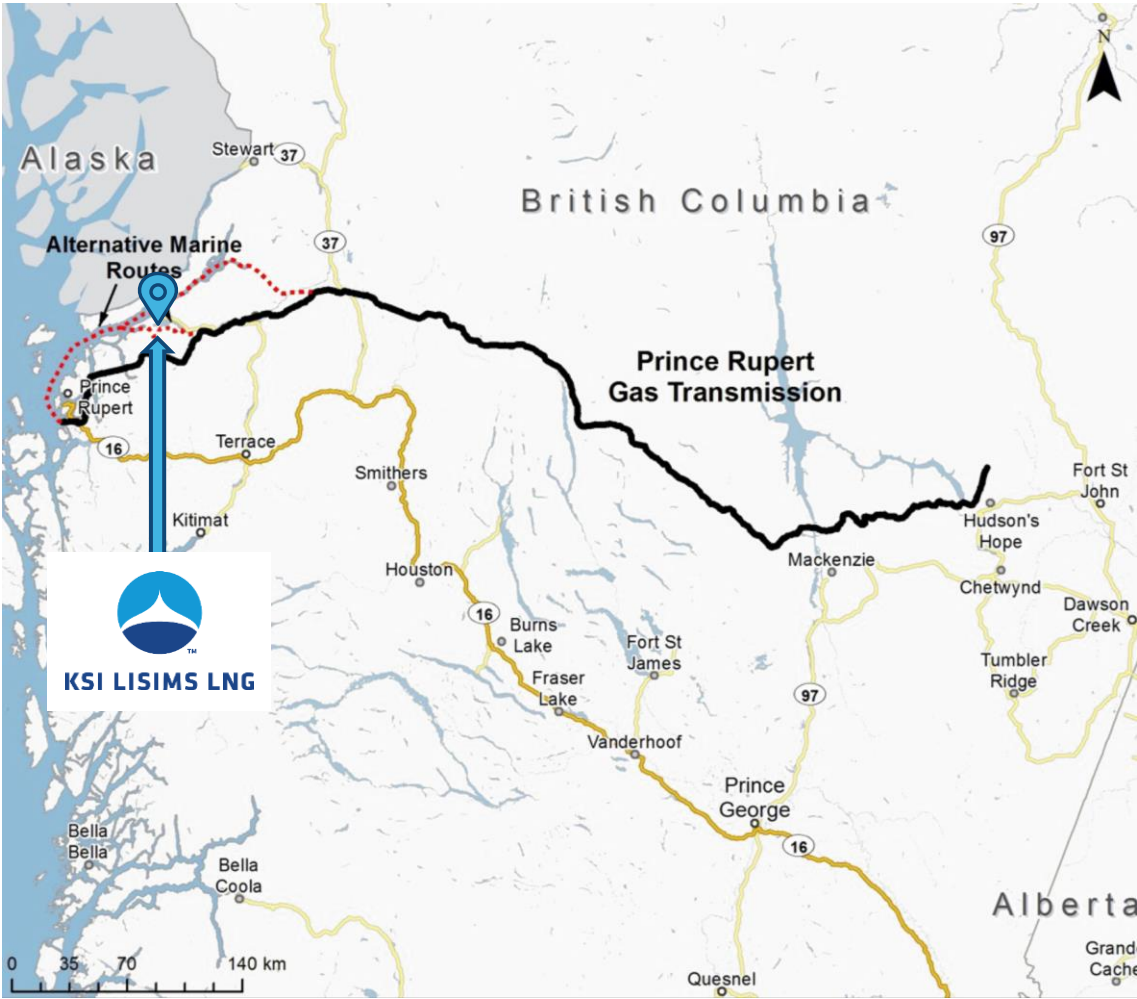 N
Alaska
Stewart
37
British Columbia
97
37
Alternative Marine
Routes
Prince Rupert
Gas Transmission
Prince
Rupert
16
Terrace
Smithers
Fort St
John
Kitimat
Hudson's
Hope
Mackenzie
Houston
Chetwynd
16
Burns
Lake
Dawson
Creek
Fort St
James
Tumbler
Ridge
TM
KSI LISIMS LNG
Fraser
Lake
97
Vanderhoof
Prince
George
16
Bella
Bella
Bella
Coola
Alberta
Grand
Cache
0 35 70 140 km
Quesnel